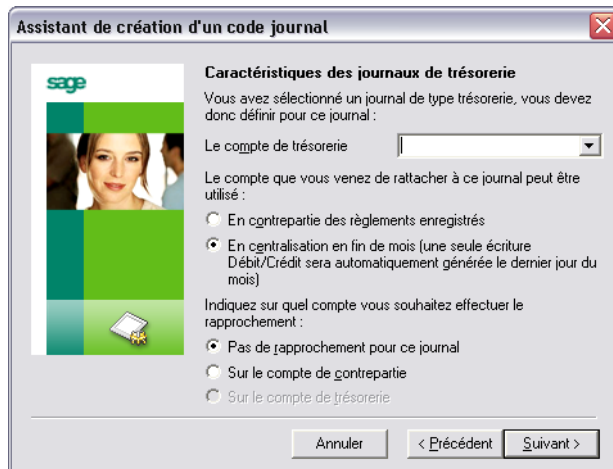 Assistant de création d'un code journal
sage
Caractéristiques des journaux de trésorerie
Vous avez sélectionné un journal de type trésorerie, vous devez
donc définir pour ce journal :
Le compte de trésorerie
Le compte que vous venez de rattacher à ce journal peut être
utilisé :
En contrepartie des règlements enregistrés
En centralisation en fin de mois (une seule écriture
Débit/Crédit sera automatiquement générée le dernier jour du
mois)
Indiquez sur quel compte vous souhaitez effectuer le
rapprochement :
Pas de rapprochement pour ce journal
Sur le compte de contrepartie
Sur le compte de trésorerie
Annuler
< Précédent
Suivant >